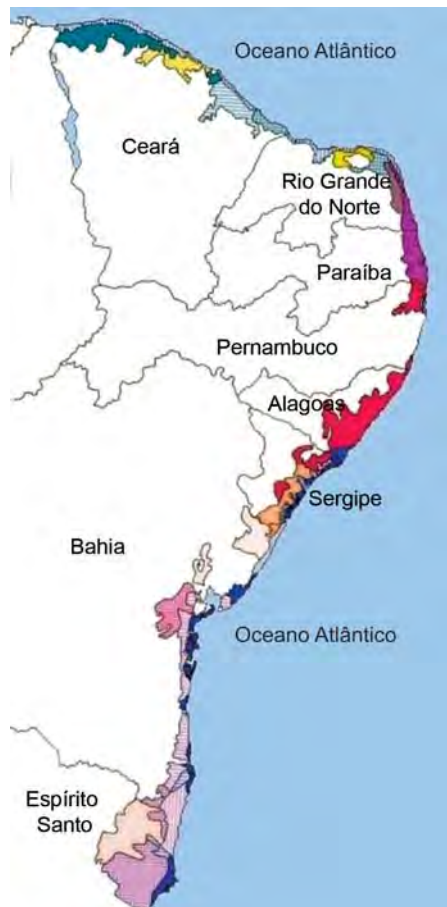 Oceano Atlântico
Ceará
Rio Grande
do Norte
Paraíba
Pernambuco
Alagoas
Sergipe
Bahia
Oceano Atlântico
Espírito
Santo